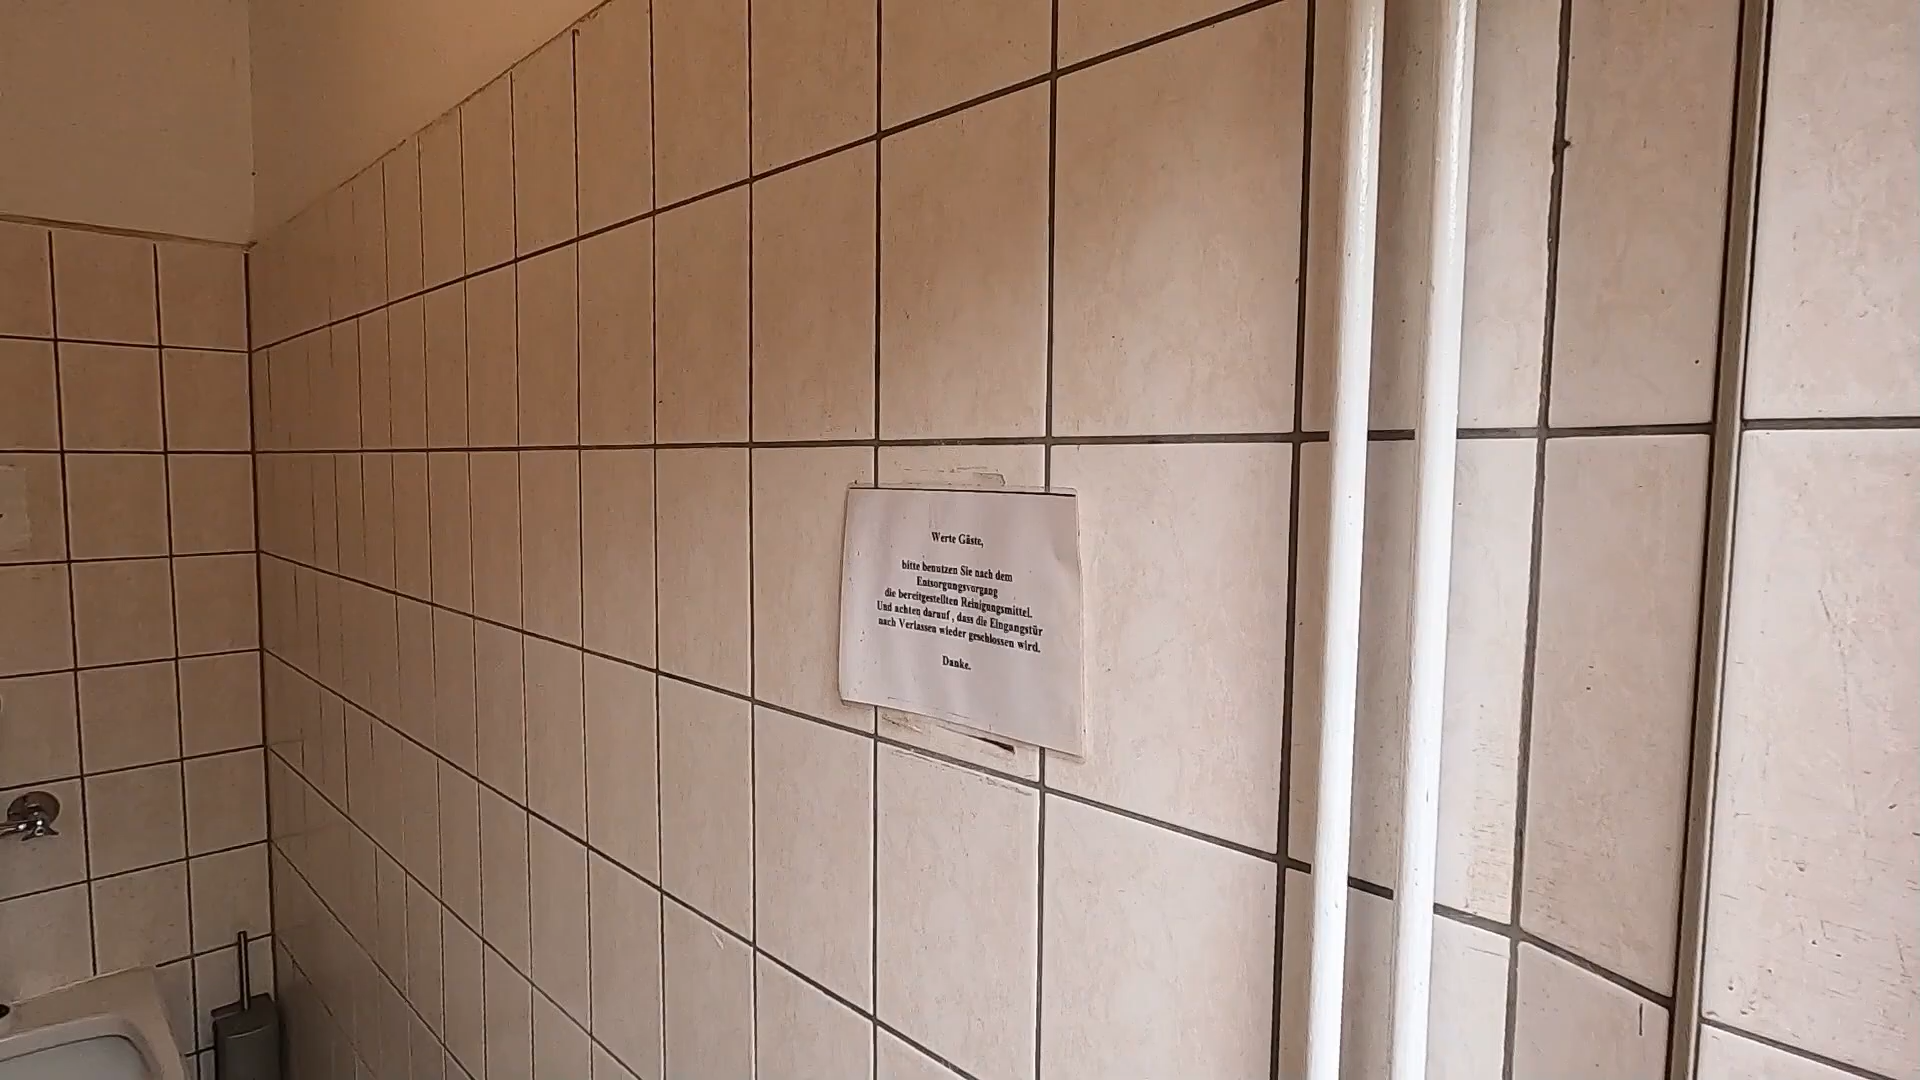 Werte Gäste,
bitte benutzen Sie nach dem
Entsorgungsvorgang
die bereitgestellten Reinigungsmittel.
Und achten darauf , dass die Eingangstür
nach Verlassen wieder geschlossen wird.
Danke.